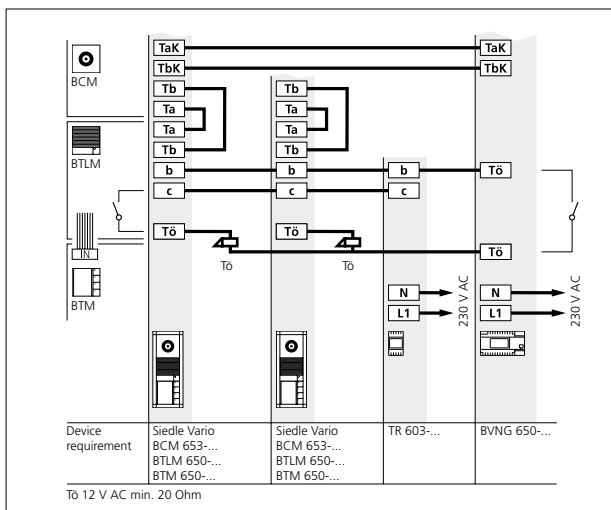 TaK TaK
BCM TbK TbK
Tb Tb
Ta Ta
Ta Ta
BTLM Tb Tb
b b b Tö
c c c
Tö Tö
IN Tö Tö Tö
BTM
N N
L1 L1
230 V AC
230 V AC
Device requirement
Siedle Vario
BCM 653-...
BTLM 650-...
BTM 650-...
Siedle Vario
BCM 653-...
BTLM 650-...
BTM 650-...
TR 603-...
BVNG 650-...
Tö 12 V AC min. 20 Ohm